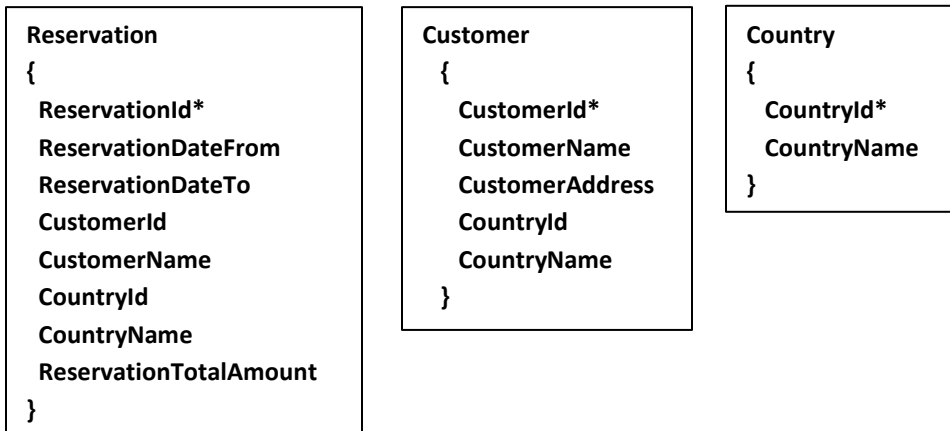 Reservation
{
ReservationId*
ReservationDateFrom
ReservationDateTo
CustomerId
CustomerName
CountryId
CountryName
ReservationTotalAmount
}
Customer
{
CustomerId*
CustomerName
CustomerAddress
CountryId
CountryName
}
Country
{
CountryId*
CountryName
}